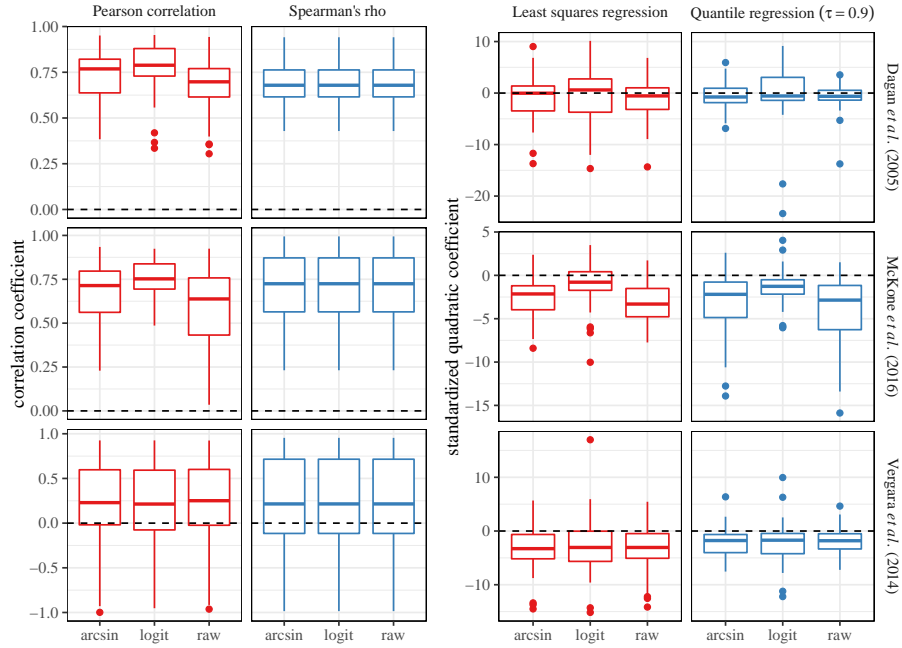 Pearson correlation
Spearman's rho
Least squares regression
Quantile regression (τ = 0.9)
correlation coefficient
1.00
0.75
0.50
0.25
0.00
1.00
0.75
0.50
0.25
0.00
1.0
0.5
0.0
−0.5
−1.0
arcsin
logit
raw
arcsin
logit
raw
standardized quadratic coefficient
10
0
−10
−20
5
0
−5
−10
−15
10
0
−10
arcsin
logit
raw
arcsin
logit
raw
Dagan et al. (2005)
McKone et al. (2016)
Vergara et al. (2014)